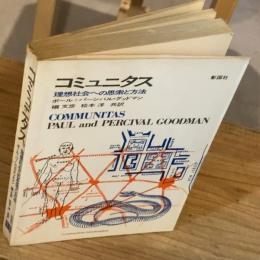 コミュニタス
彰国社
理想社会への思索と方法
ポール+パーシバル・グッドマン
槇 文彦 松本 洋 共訳
COMMUNITAS
PAUL and PERCIVAL GOODMAN